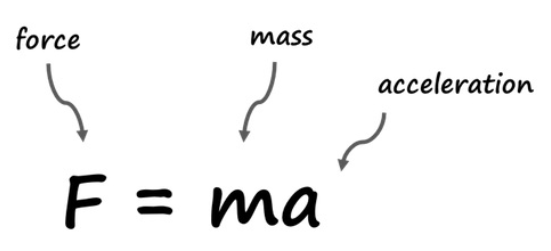 force
mass
acceleration
F = ma